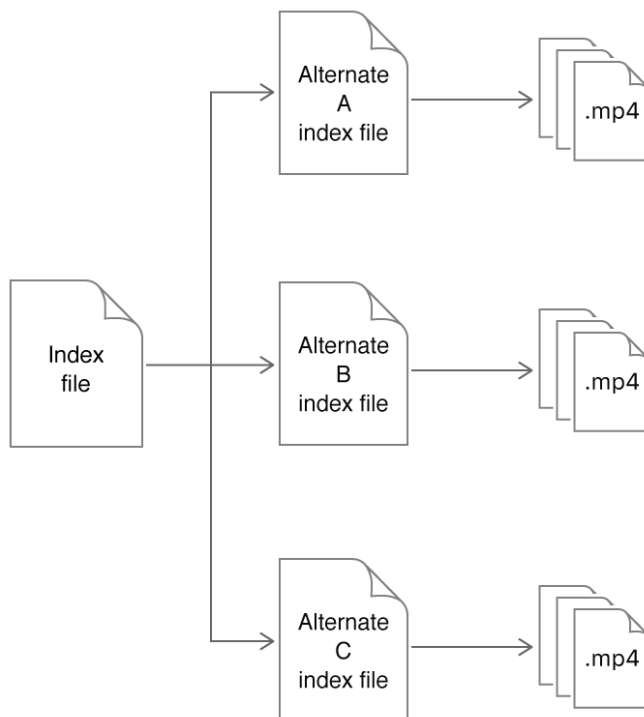 Alternate
A
index file
.mp4
Index
file
Alternate
B
index file
.mp4
Alternate
C
index file
.mp4